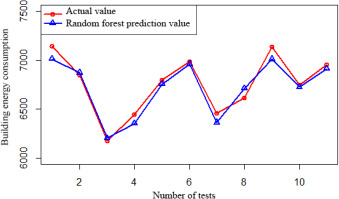 Actual value
Random forest prediction value
Building energy consumption
7500
7000
6500
6000
2
4
6
8
10
Number of tests